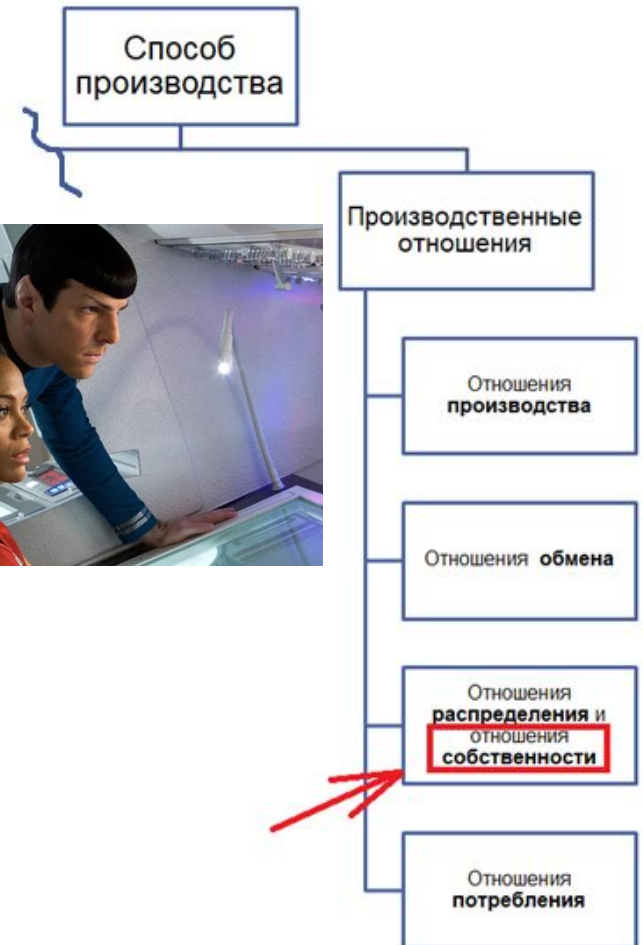 Способ
производства
Производственные
отношения
Отношения
производства
Отношения обмена
Отношения
распределения и
отношения
собственности
Отношения
потребления